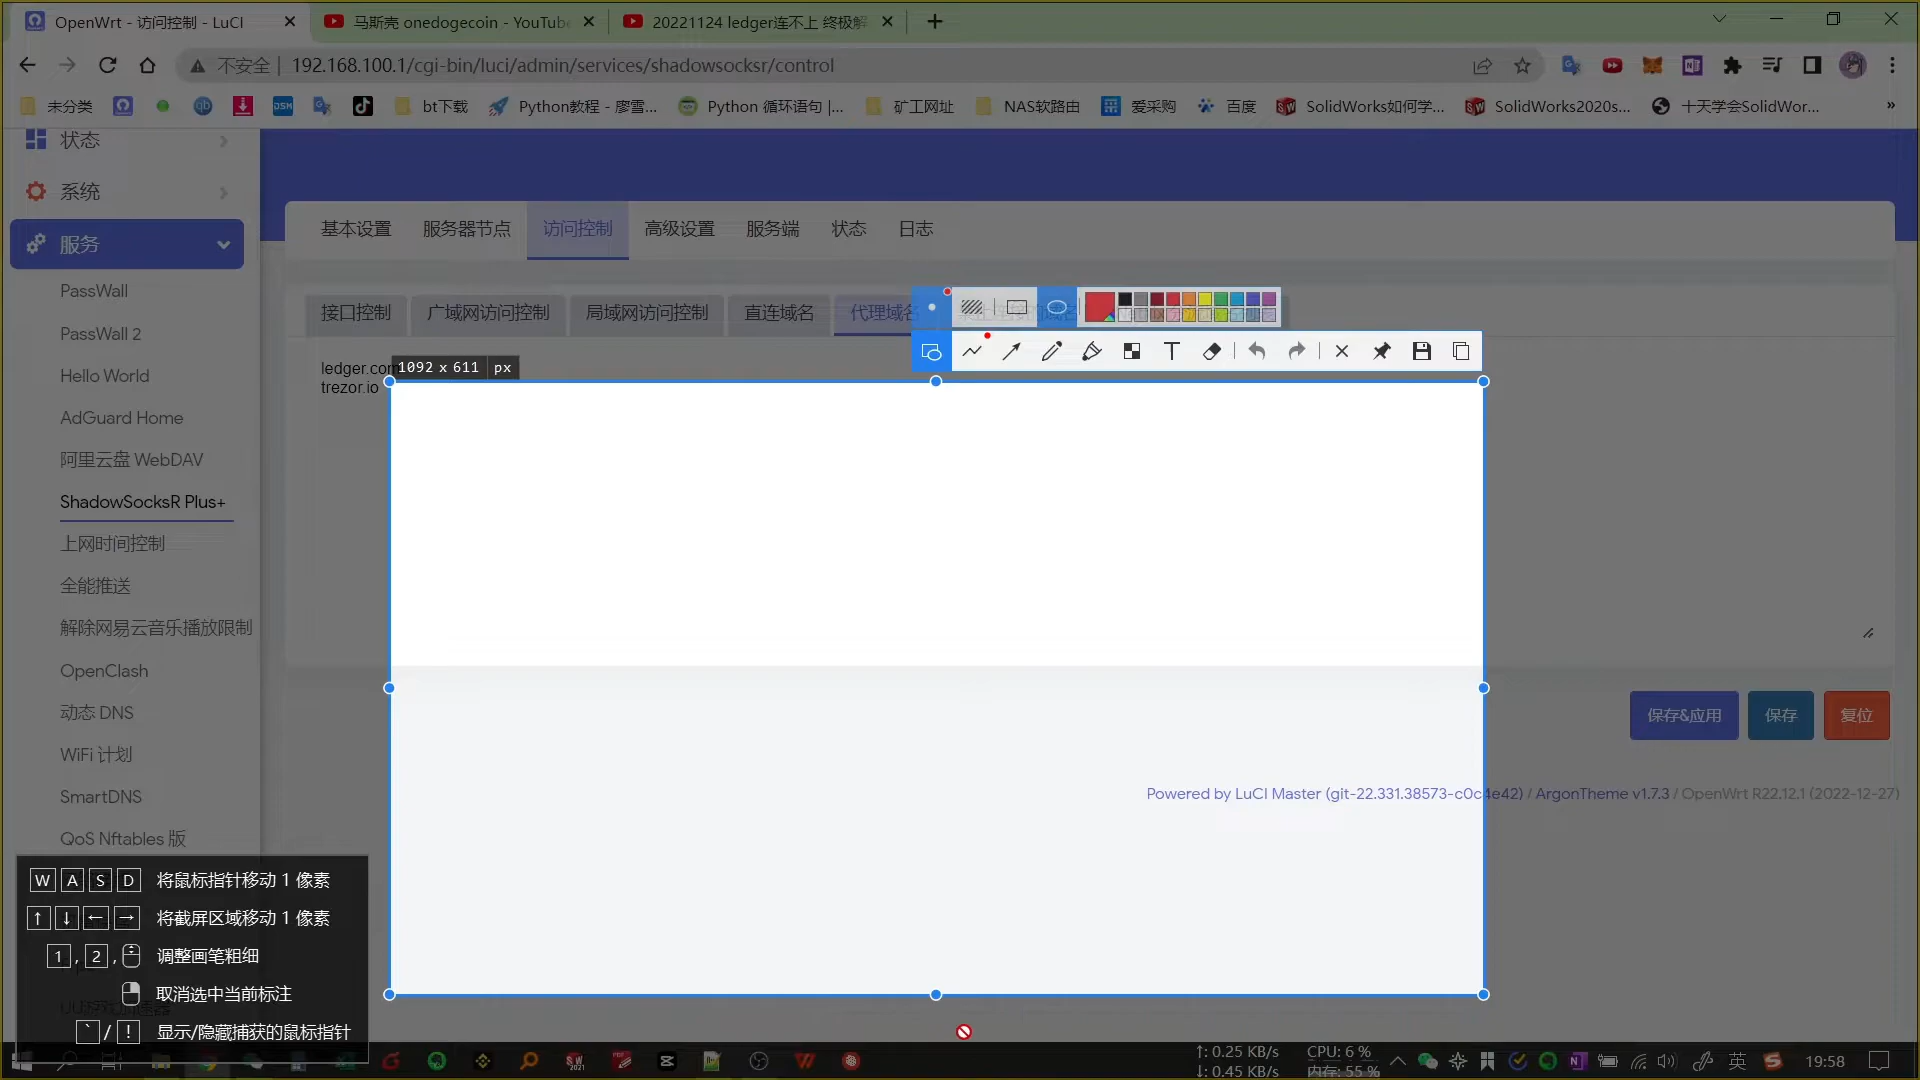 OpenWrt - 访问控制 - LuCI
马斯壳 onedogecoin - YouTube
20221124 ledger连不上 终极解
不安全
192.168.100.1/cgi-bin/luci/admin/services/shadowsocksr/control
未分类
bt下载
Python教程 - 廖雪...
Python 循环语句 |...
矿工网址
NAS软路由
爱采购
百度
SolidWorks如何学...
SolidWorks2020s...
十天学会SolidWor...
»
状态
系统
服务
PassWall
PassWall 2
Hello World
AdGuard Home
阿里云盘 WebDAV
ShadowSocksR Plus+
上网时间控制
全能推送
解除网易云音乐播放限制
OpenClash
动态 DNS
WiFi 计划
SmartDNS
QoS Nftables 版
基本设置
服务器节点
访问控制
高级设置
服务端
状态
日志
接口控制
广域网访问控制
局域网访问控制
直连域名
代理域名
ledger.com
trezor.io
1092 x 611 px
保存&应用
保存
复位
Powered by LuCI Master (git-22.331.38573-c0c4e42) / ArgonTheme v1.7.3 / OpenWrt R22.12.1 (2022-12-27)
W A S D 将鼠标指针移动 1 像素
↑ ↓ ← → 将截屏区域移动 1 像素
1 , 2 , 调整画笔粗细
取消选中当前标注
` / ! 显示/隐藏捕获的鼠标指针
↑: 0.25 KB/s
↓: 0.45 KB/s
CPU: 6 %
内存: 55 %
英
19:58